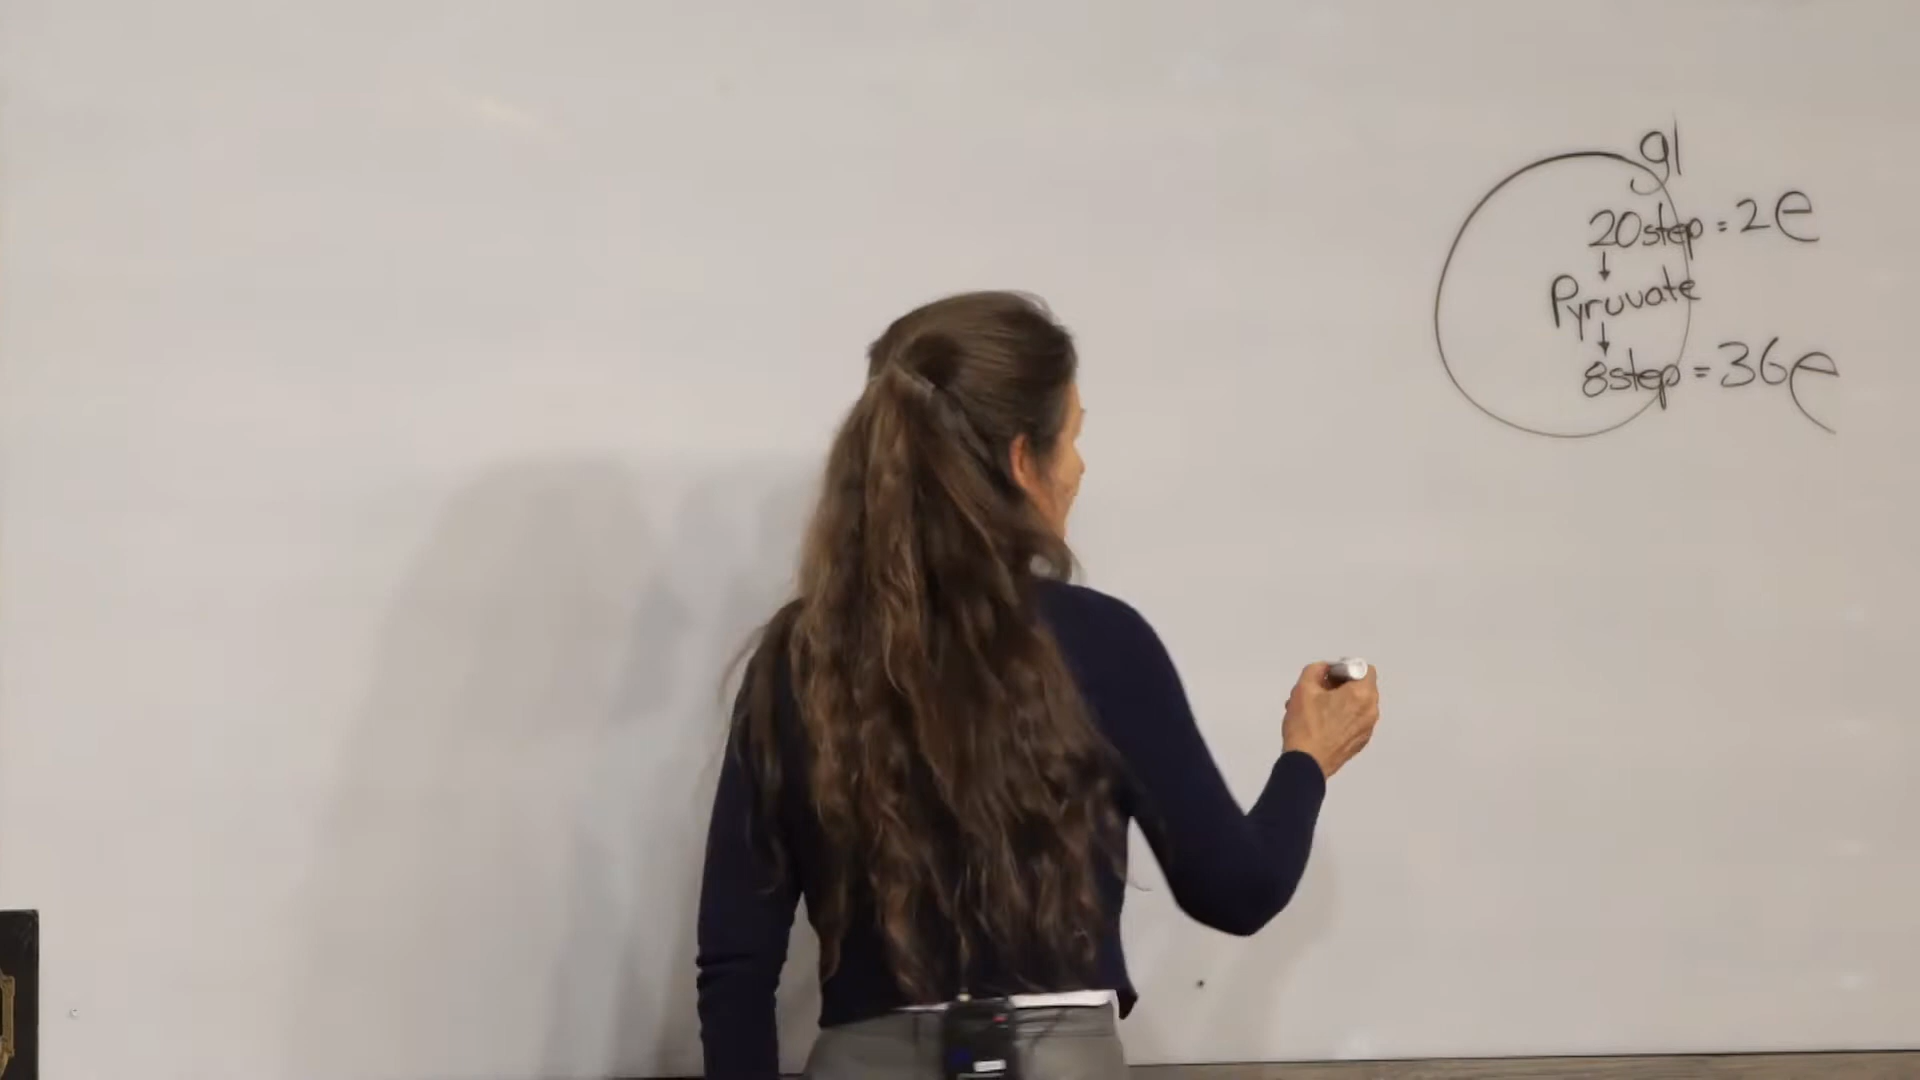 gl
20step = 2e
Pyruvate
8step = 36e